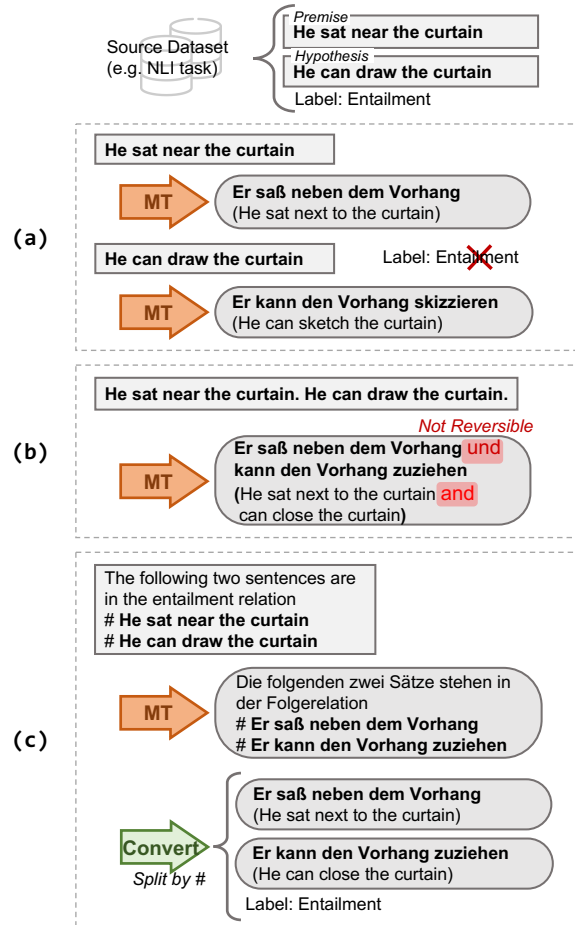 Source Dataset
(e.g. NLI task)
Premise
He sat near the curtain
Hypothesis
He can draw the curtain
Label: Entailment
(a)
He sat near the curtain
MT
Er saß neben dem Vorhang
(He sat next to the curtain)
He can draw the curtain
Label: Entailment
MT
Er kann den Vorhang skizzieren
(He can sketch the curtain)
(b)
He sat near the curtain. He can draw the curtain.
Not Reversible
MT
Er saß neben dem Vorhang und
kann den Vorhang zuziehen
(He sat next to the curtain and
can close the curtain)
(c)
The following two sentences are
in the entailment relation
# He sat near the curtain
# He can draw the curtain
MT
Die folgenden zwei Sätze stehen in
der Folgerelation
# Er saß neben dem Vorhang
# Er kann den Vorhang zuziehen
Convert
Split by #
Er saß neben dem Vorhang
(He sat next to the curtain)
Er kann den Vorhang zuziehen
(He can close the curtain)
Label: Entailment